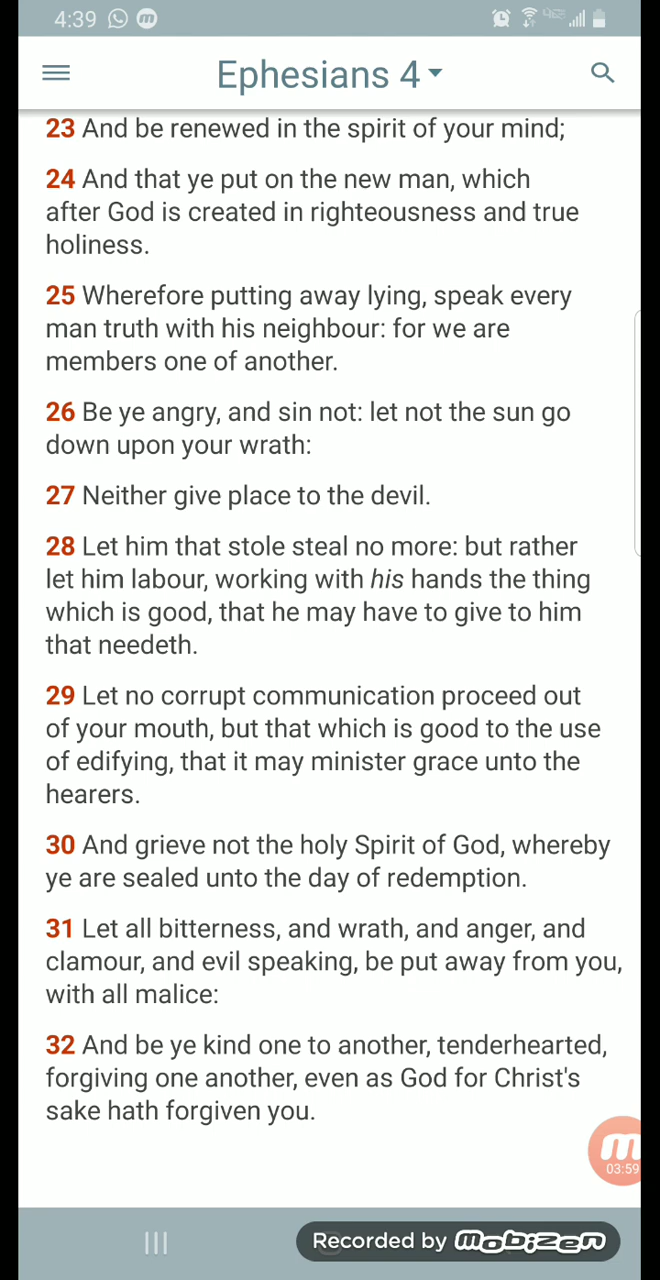 4:39
Ephesians 4
23 And be renewed in the spirit of your mind;
24 And that ye put on the new man, which
after God is created in righteousness and true
holiness.
25 Wherefore putting away lying, speak every
man truth with his neighbour: for we are
members one of another.
26 Be ye angry, and sin not: let not the sun go
down upon your wrath:
27 Neither give place to the devil.
28 Let him that stole steal no more: but rather
let him labour, working with his hands the thing
which is good, that he may have to give to him
that needeth.
29 Let no corrupt communication proceed out
of your mouth, but that which is good to the use
of edifying, that it may minister grace unto the
hearers.
30 And grieve not the holy Spirit of God, whereby
ye are sealed unto the day of redemption.
31 Let all bitterness, and wrath, and anger, and
clamour, and evil speaking, be put away from you,
with all malice:
32 And be ye kind one to another, tenderhearted,
forgiving one another, even as God for Christ's
sake hath forgiven you.
m
03:59
Recorded by mobizen